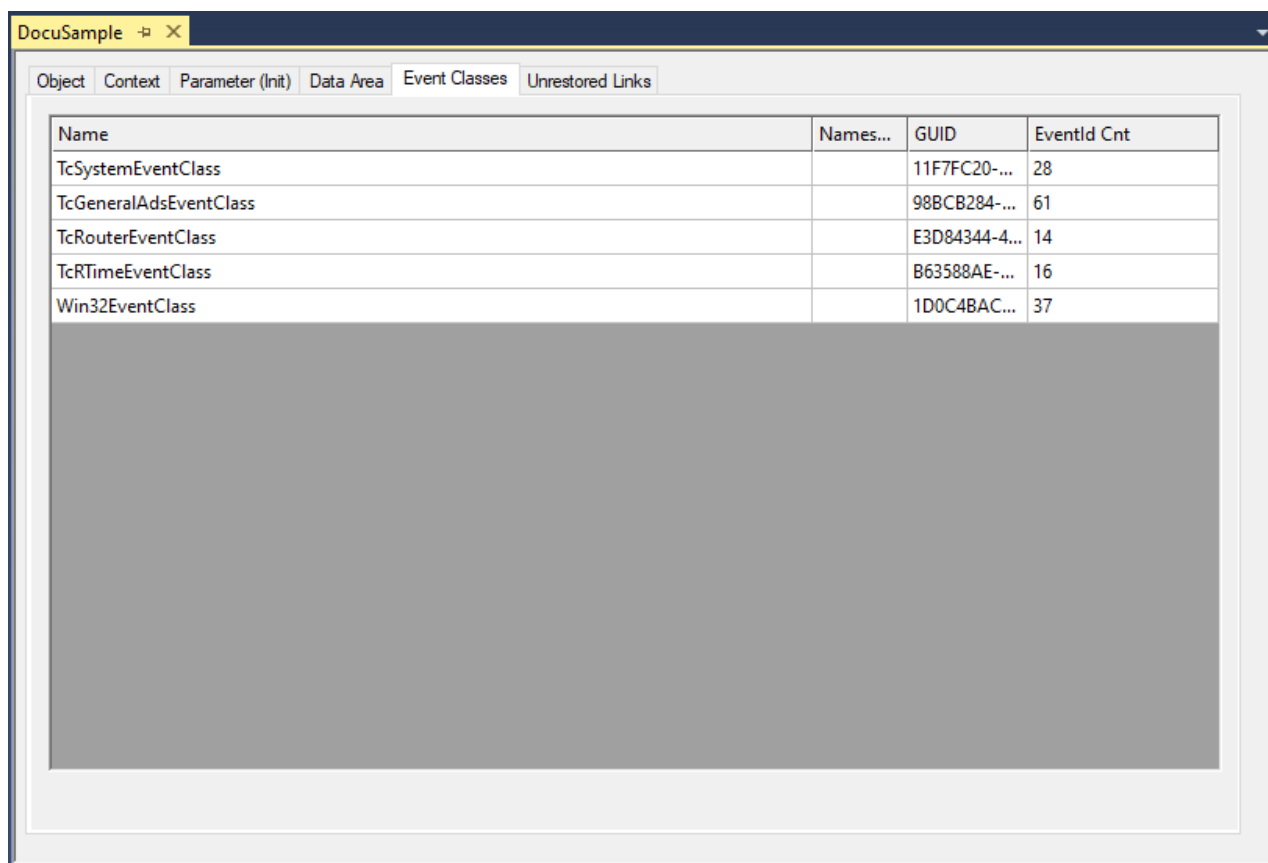 DocuSample
Object Context Parameter (Init) Data Area Event Classes Unrestored Links
Name Names... GUID EventId Cnt
TcSystemEventClass 11F7FC20-... 28
TcGeneralAdsEventClass 98BCB284-... 61
TcRouterEventClass E3D84344-4... 14
TcRTimeEventClass B63588AE-... 16
Win32EventClass 1D0C4BAC... 37